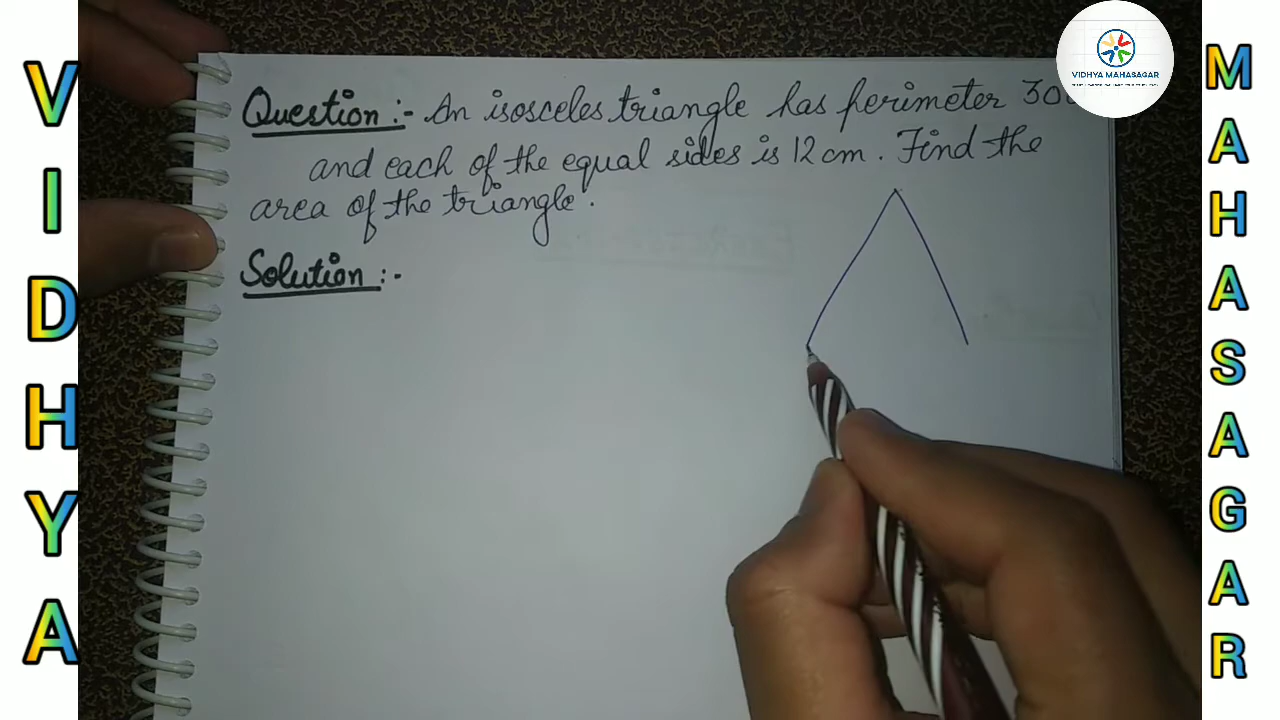 VIDHYA
Question :- An isosceles triangle has perimeter 30
and each of the equal sides is 12 cm. Find the
area of the triangle.
Solution :-
VIDHYA MAHASAGAR
MAHASAGAR